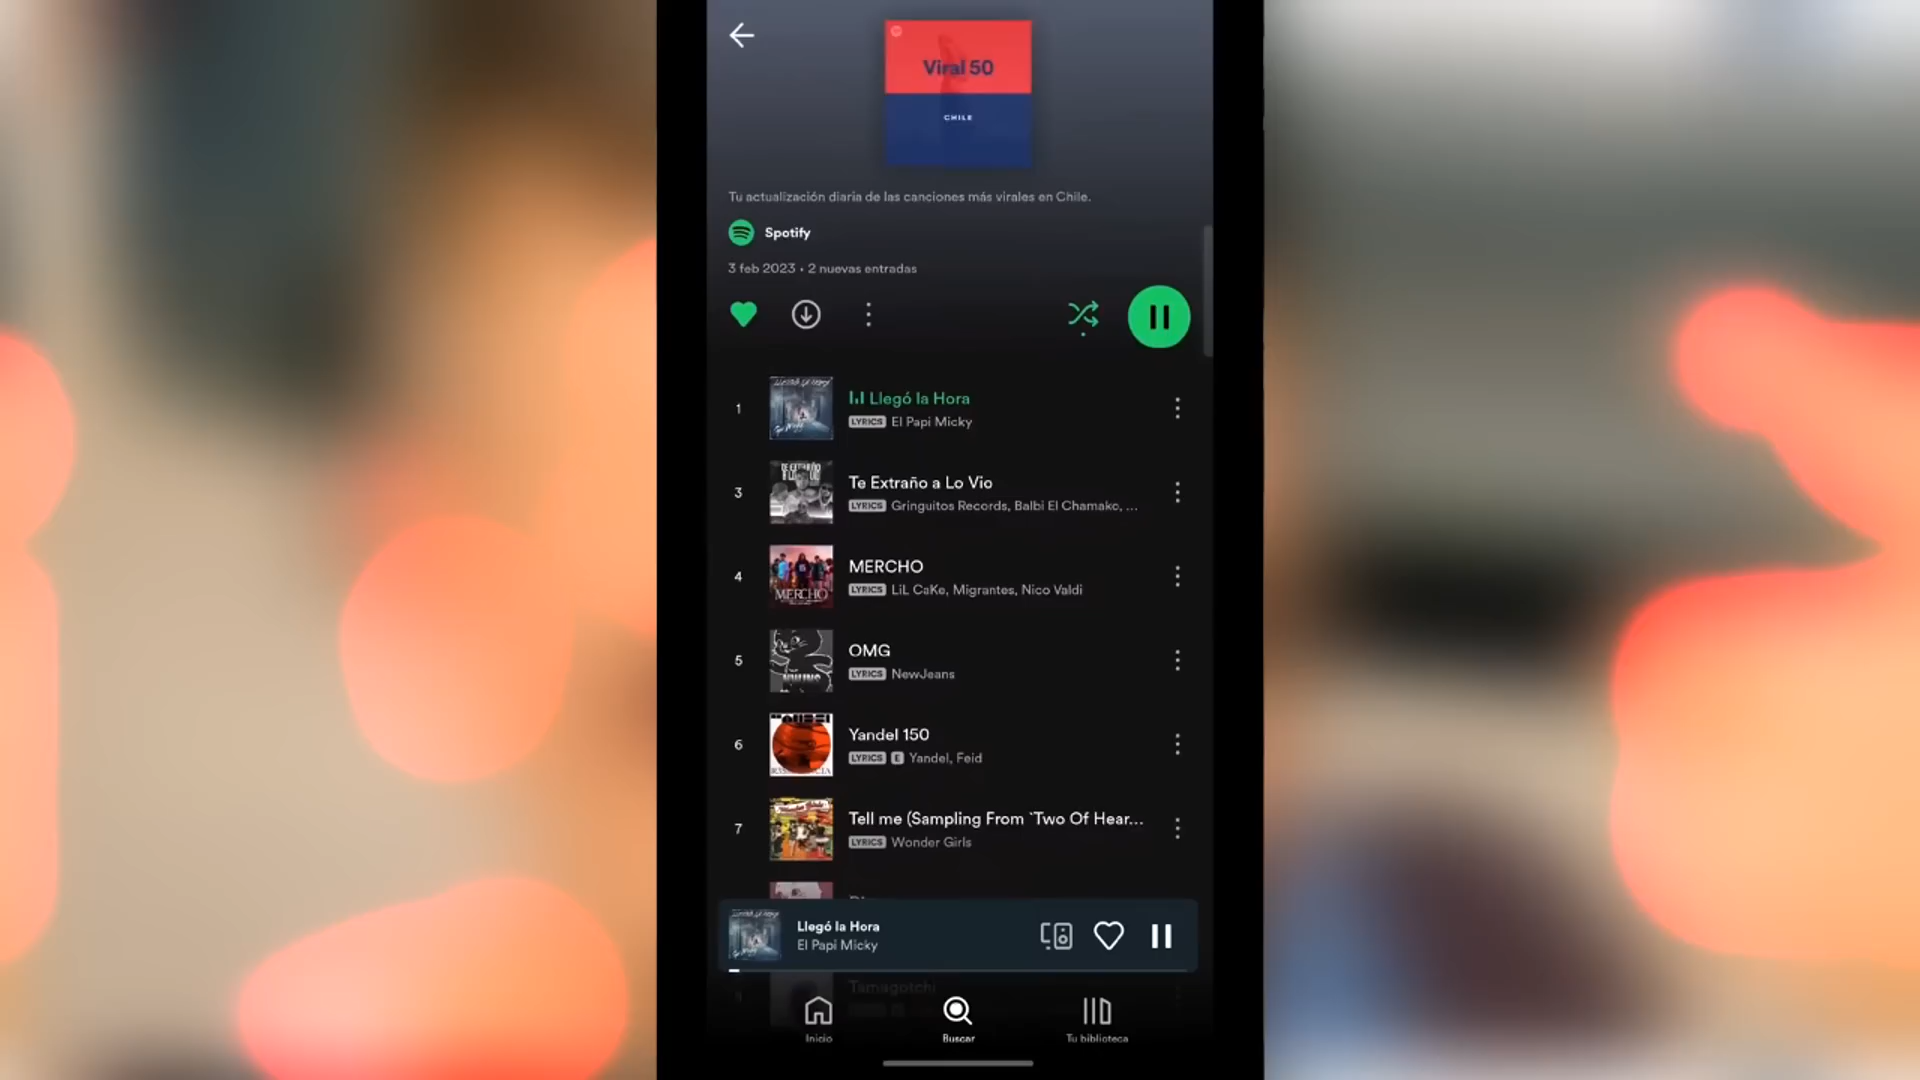 Viral 50
CHILE
Tu actualización diaria de las canciones más virales en Chile.
Spotify
3 feb 2023 • 2 nuevas entradas
1
Llegó la Hora
LYRICS El Papi Micky
3
Te Extraño a Lo Vio
LYRICS Gringuitos Records, Balbi El Chamako, ...
4
MERCHO
MERCHO
LYRICS LiL CaKe, Migrantes, Nico Valdi
5
OMG
LYRICS NewJeans
6
Yandel 150
LYRICS E Yandel, Feid
7
Tell me (Sampling From `Two Of Hear...
LYRICS Wonder Girls
Llegó la Hora
El Papi Micky
Tamagotchi
Inicio
Buscar
Tu biblioteca